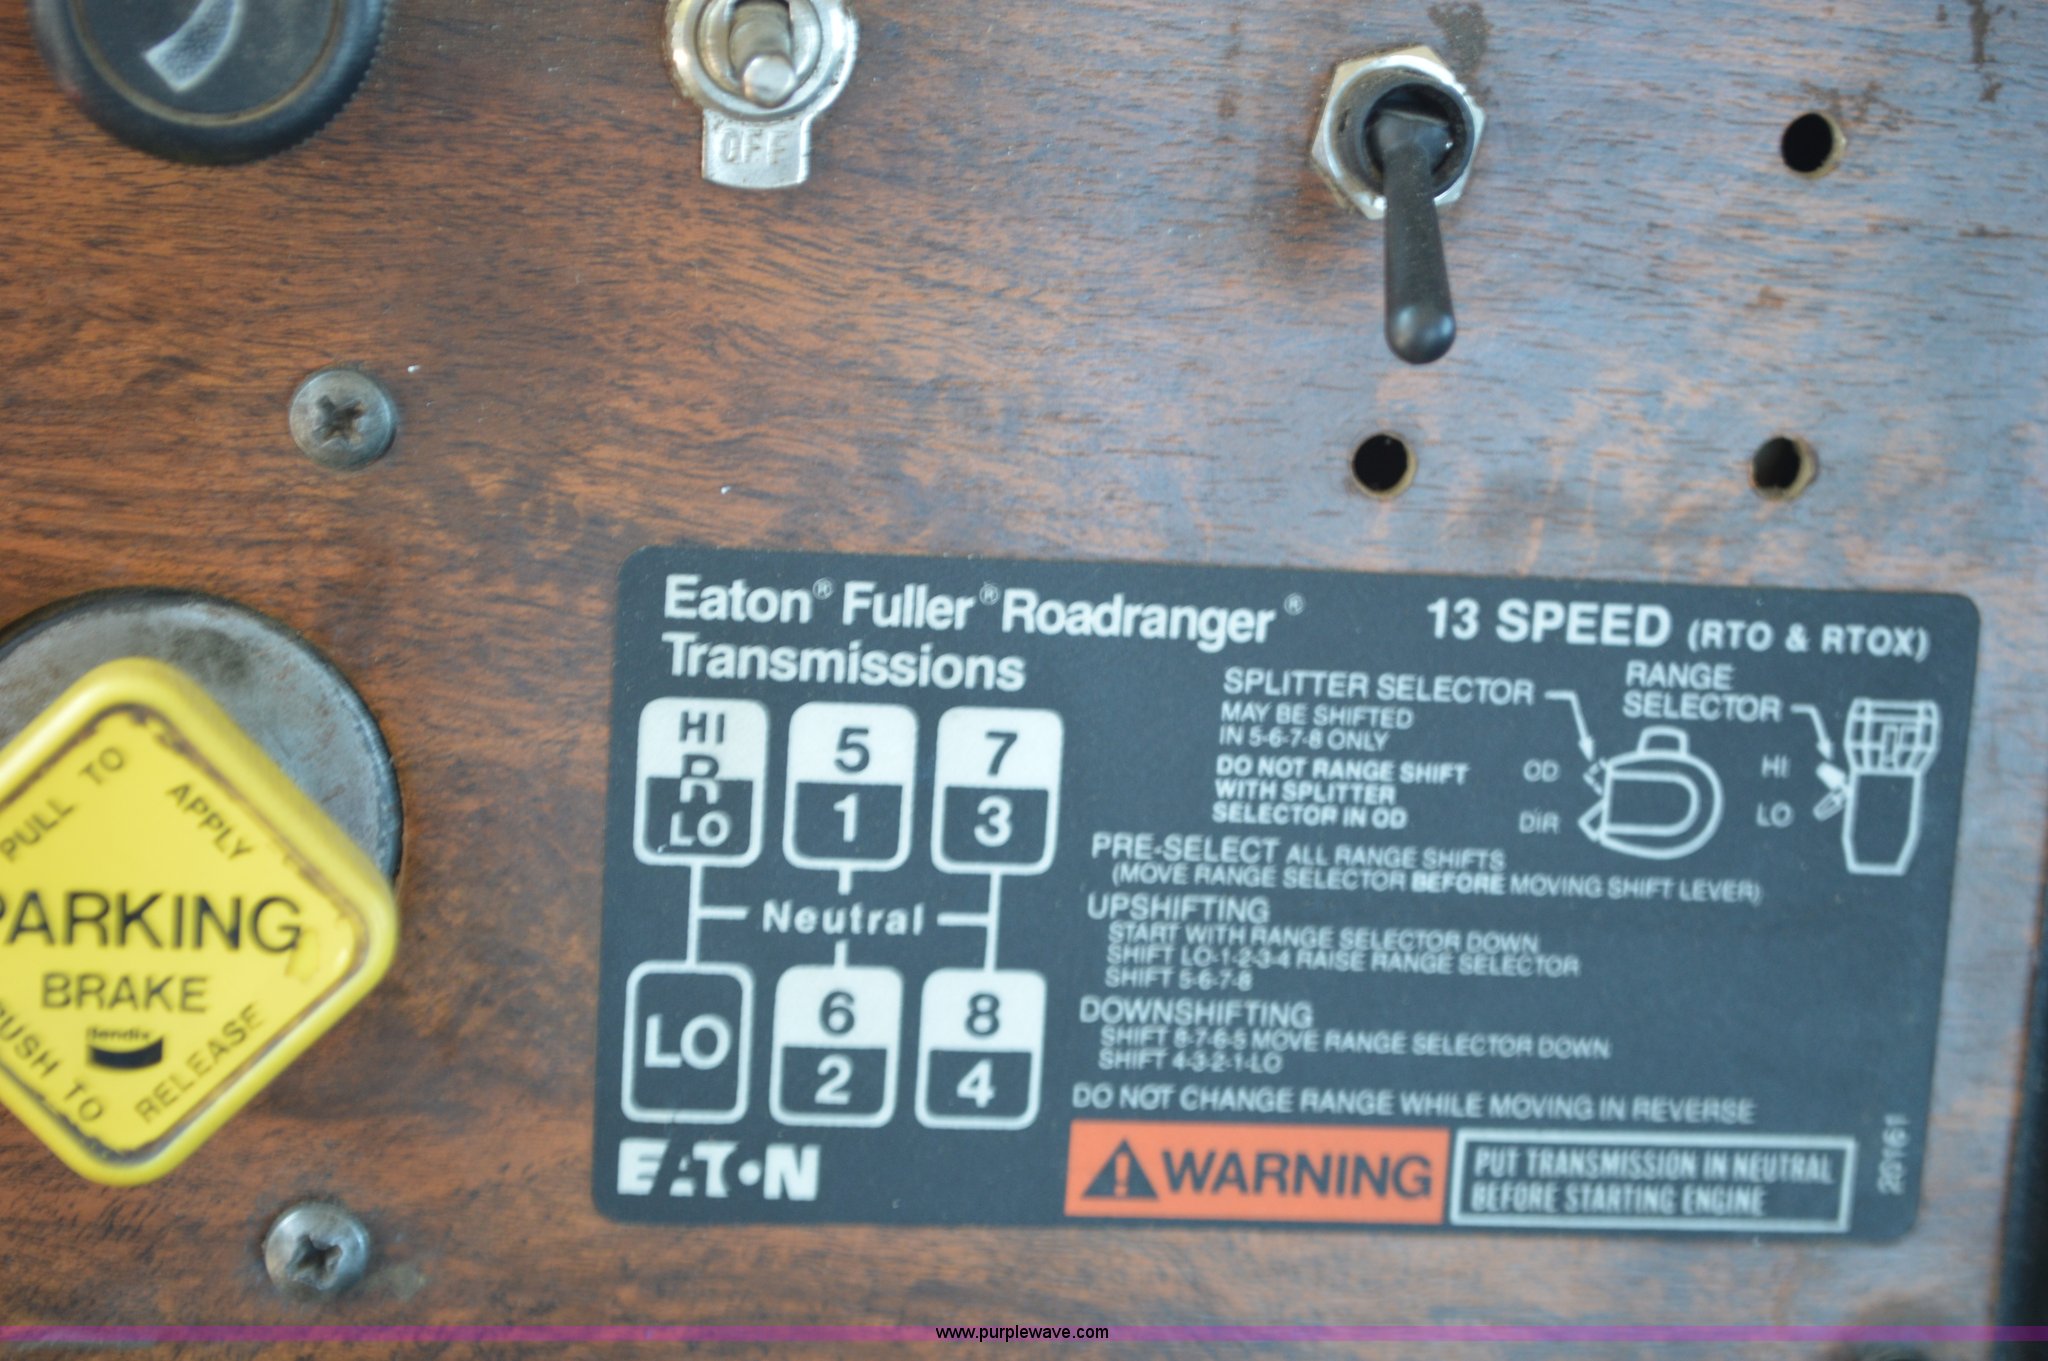 OFF
PULL TO APPLY
PARKING
BRAKE
Bendix
PUSH TO RELEASE
Eaton® Fuller® Roadranger®
Transmissions
13 SPEED (RTO & RTOX)
HI
R
LO
5
1
7
3
Neutral
LO
6
2
8
4
SPLITTER SELECTOR
MAY BE SHIFTED
IN 5-6-7-8 ONLY
DO NOT RANGE SHIFT
WITH SPLITTER
SELECTOR IN OD
OD
DIR
RANGE
SELECTOR
HI
LO
PRE-SELECT ALL RANGE SHIFTS
(MOVE RANGE SELECTOR BEFORE MOVING SHIFT LEVER)
UPSHIFTING
START WITH RANGE SELECTOR DOWN
SHIFT LO-1-2-3-4 RAISE RANGE SELECTOR
SHIFT 5-6-7-8
DOWNSHIFTING
SHIFT 8-7-6-5 MOVE RANGE SELECTOR DOWN
SHIFT 4-3-2-1-LO
DO NOT CHANGE RANGE WHILE MOVING IN REVERSE
EATON
WARNING
PUT TRANSMISSION IN NEUTRAL
BEFORE STARTING ENGINE
20161
www.purplewave.com